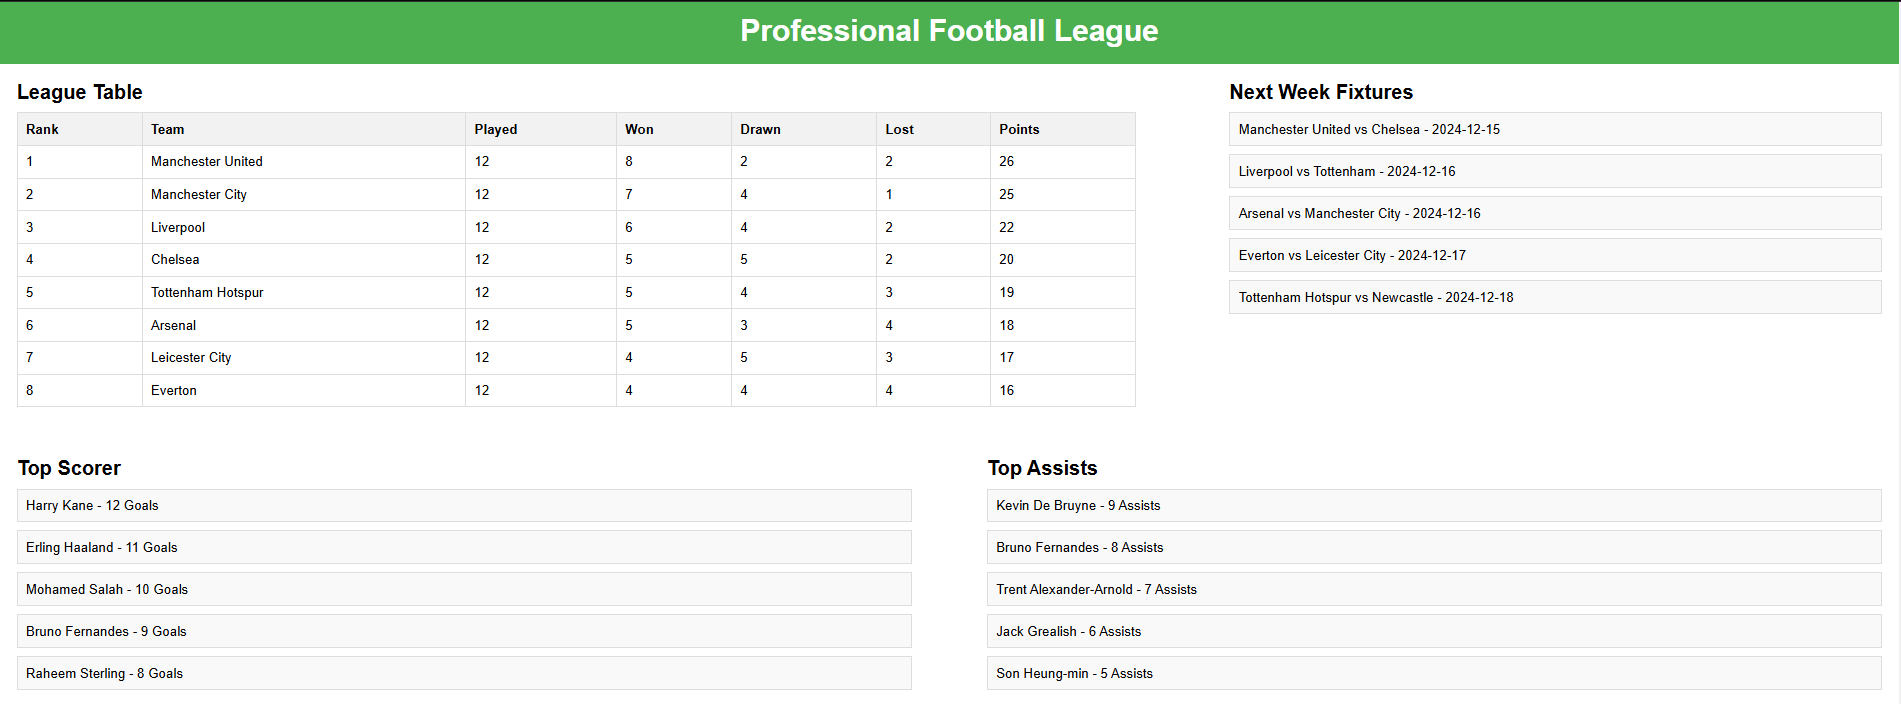 Professional Football League
League Table
Rank Team Played Won Drawn Lost Points
1 Manchester United 12 8 2 2 26
2 Manchester City 12 7 4 1 25
3 Liverpool 12 6 4 2 22
4 Chelsea 12 5 5 2 20
5 Tottenham Hotspur 12 5 4 3 19
6 Arsenal 12 5 3 4 18
7 Leicester City 12 4 5 3 17
8 Everton 12 4 4 4 16
Next Week Fixtures
Manchester United vs Chelsea - 2024-12-15
Liverpool vs Tottenham - 2024-12-16
Arsenal vs Manchester City - 2024-12-16
Everton vs Leicester City - 2024-12-17
Tottenham Hotspur vs Newcastle - 2024-12-18
Top Scorer
Harry Kane - 12 Goals
Erling Haaland - 11 Goals
Mohamed Salah - 10 Goals
Bruno Fernandes - 9 Goals
Raheem Sterling - 8 Goals
Top Assists
Kevin De Bruyne - 9 Assists
Bruno Fernandes - 8 Assists
Trent Alexander-Arnold - 7 Assists
Jack Grealish - 6 Assists
Son Heung-min - 5 Assists